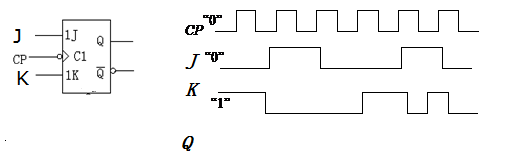 J 1J Q
CP C1
K 1K Q̅
CP "0"
J "0"
K "1"
Q